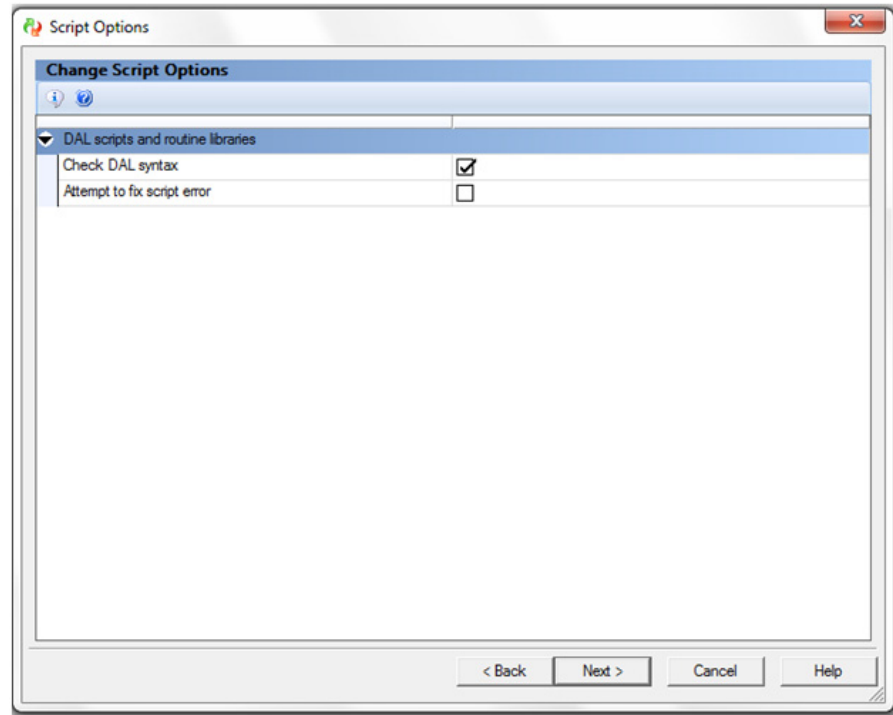 Script Options
Change Script Options
DAL scripts and routine libraries
Check DAL syntax
Attempt to fix script error
< Back Next > Cancel Help